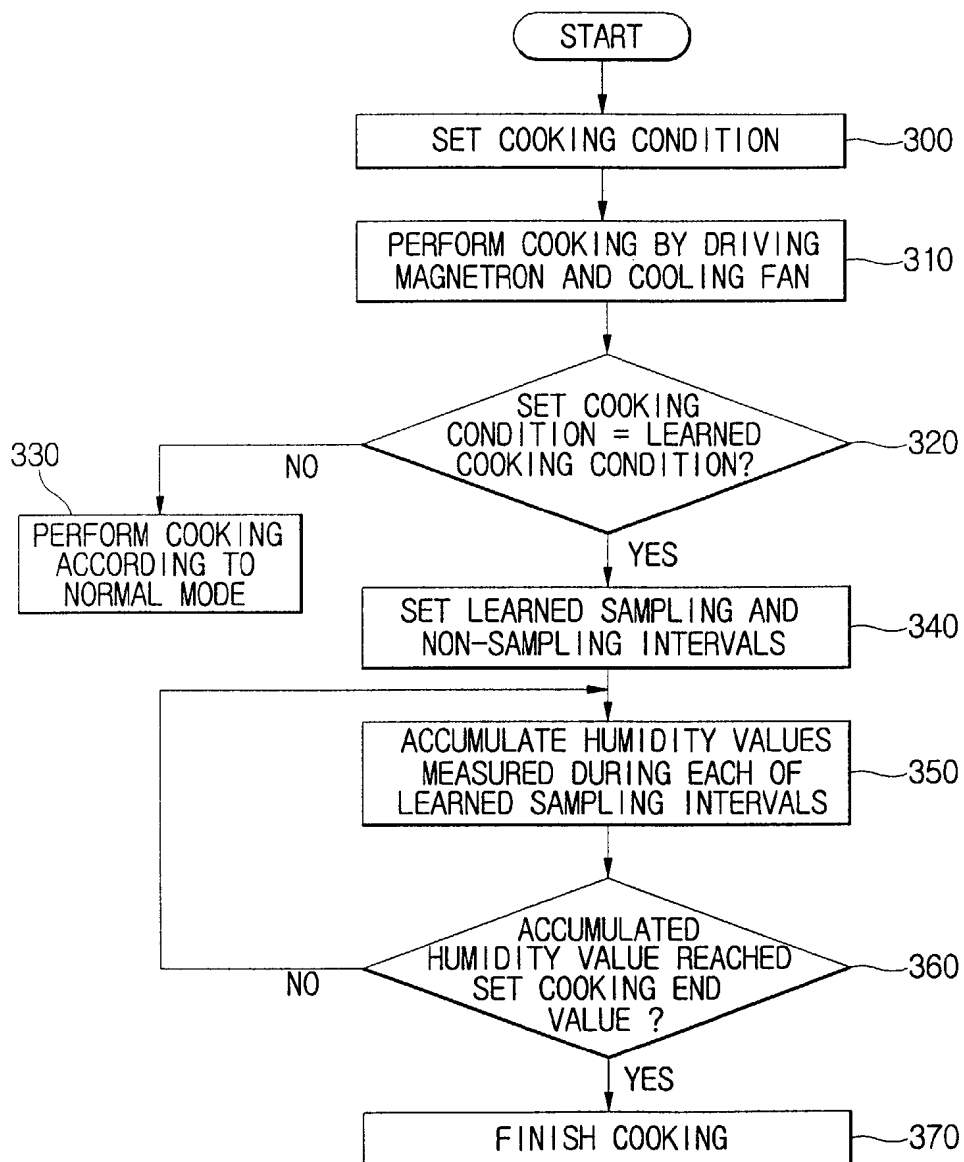 START
SET COOKING CONDITION
300
PERFORM COOKING BY DRIVING
MAGNETRON AND COOLING FAN
310
SET COOKING
CONDITION = LEARNED
COOKING CONDITION?
320
NO
330
PERFORM COOKING
ACCORDING TO
NORMAL MODE
YES
SET LEARNED SAMPLING AND
NON-SAMPLING INTERVALS
340
ACCUMULATE HUMIDITY VALUES
MEASURED DURING EACH OF
LEARNED SAMPLING INTERVALS
350
ACCUMULATED
HUMIDITY VALUE REACHED
SET COOKING END
VALUE ?
360
NO
YES
FINISH COOKING
370